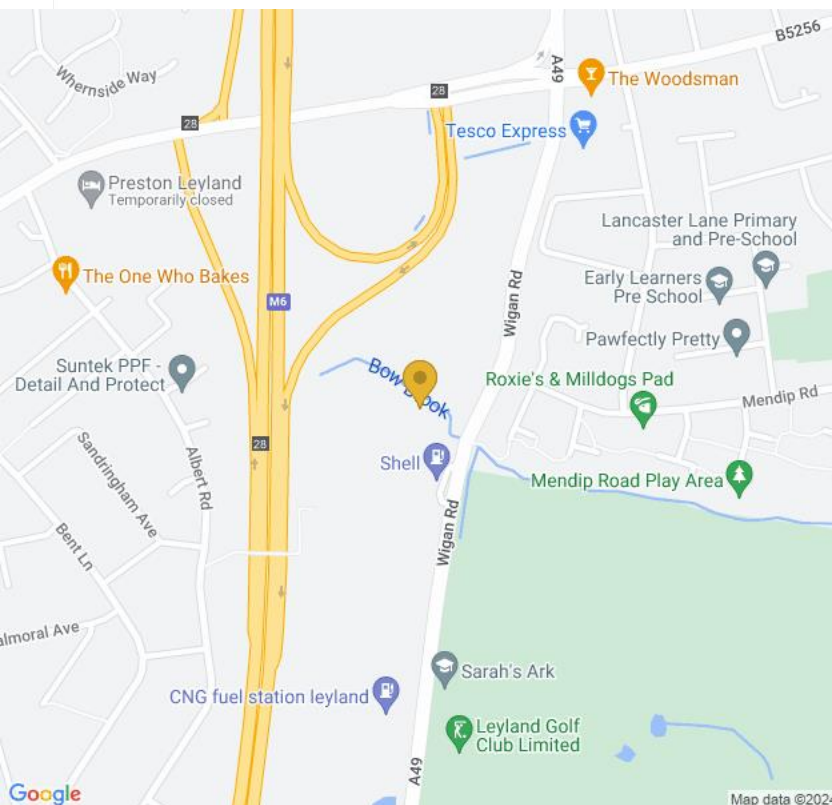 B5256
A49
Whernside Way
The Woodsman
28
Tesco Express
28
Preston Leyland
Temporarily closed
Lancaster Lane Primary
and Pre-School
The One Who Bakes
Early Learners
Pre School
M6
Wigan Rd
Pawfectly Pretty
Suntek PPF -
Detail And Protect
Bow Brook
Roxie's & Milldogs Pad
Mendip Rd
28
Shell
Mendip Road Play Area
Sandringham Ave
Albert Rd
Wigan Rd
Bent Ln
almoral Ave
Sarah's Ark
CNG fuel station leyland
Leyland Golf
Club Limited
A49
Google
Map data ©2024